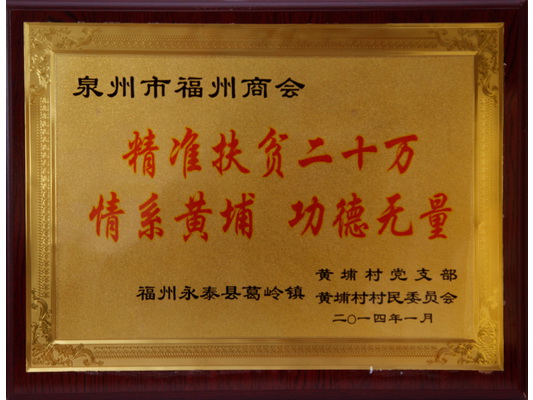 泉州市福州商会
精准扶贫二十万
情系黄埔 功德无量
福州永泰县葛岭镇
黄埔村党支部
黄埔村村民委员会
二〇一四年一月